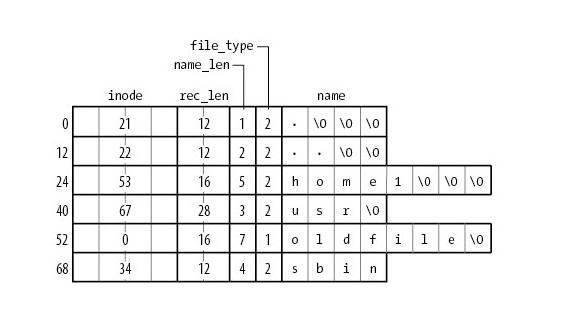 file_type
name_len
inode rec_len name
0 21 12 1 2 . \0 \0 \0
12 22 12 2 2 . . \0 \0
24 53 16 5 2 h o m e 1 \0 \0 \0
40 67 28 3 2 u s r \0
52 0 16 7 1 o l d f i l e \0
68 34 12 4 2 s b i n